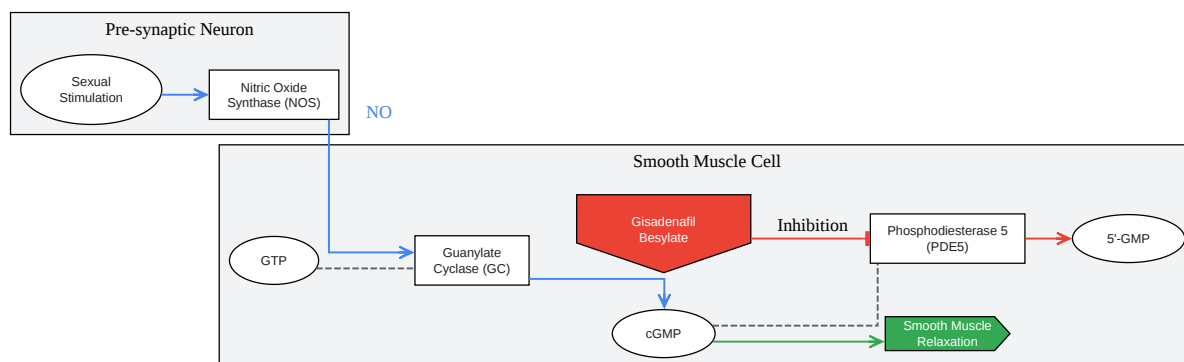 Pre-synaptic Neuron
Sexual
Stimulation
Nitric Oxide
Synthase (NOS)
NO
Smooth Muscle Cell
Gisadenafil
Besylate
Inhibition
Phosphodiesterase 5
(PDE5)
5'-GMP
GTP
Guanylate
Cyclase (GC)
cGMP
Smooth Muscle
Relaxation